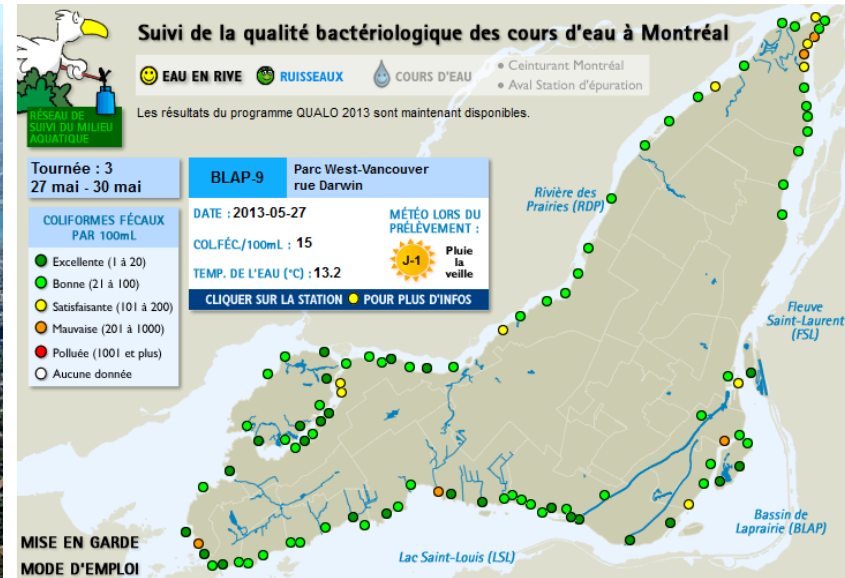 Suivi de la qualité bactériologique des cours d'eau à Montréal
EAU EN RIVE
RUISSEAUX
COURS D'EAU
• Ceinturant Montréal
• Aval Station d'épuration
RÉSEAU DE
SUIVI DU MILIEU
AQUATIQUE
Les résultats du programme QUALO 2013 sont maintenant disponibles.
Tournée : 3
27 mai - 30 mai
BLAP-9
Parc West-Vancouver
rue Darwin
DATE : 2013-05-27
COL.FÉC./100mL : 15
TEMP. DE L'EAU (°C) : 13.2
MÉTÉO LORS DU
PRÉLÈVEMENT :
J-1
Pluie
la
veille
CLIQUER SUR LA STATION POUR PLUS D'INFOS
COLIFORMES FÉCAUX
PAR 100mL
Excellente (1 à 20)
Bonne (21 à 100)
Satisfaisante (101 à 200)
Mauvaise (201 à 1000)
Polluée (1001 et plus)
Aucune donnée
Rivière des
Prairies (RDP)
Fleuve
Saint-Laurent
(FSL)
Bassin de
Laprairie (BLAP)
Lac Saint-Louis (LSL)
MISE EN GARDE
MODE D'EMPLOI